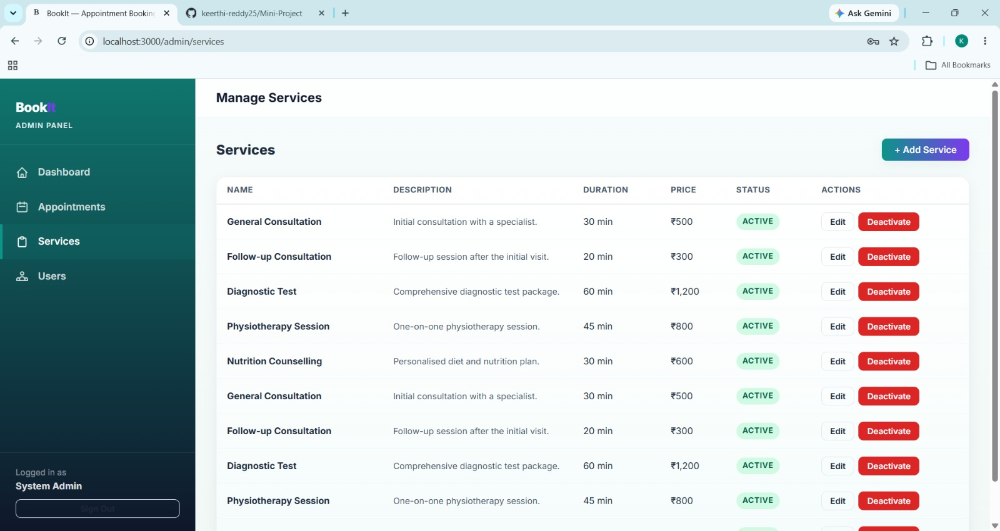 BookIt — Appointment Booking
keerthi-reddy25/Mini-Project
Ask Gemini
localhost:3000/admin/services
K
All Bookmarks
BookIt
ADMIN PANEL
Dashboard
Appointments
Services
Users
Logged in as
System Admin
Sign Out
Manage Services
Services
+ Add Service
NAME DESCRIPTION DURATION PRICE STATUS ACTIONS
General Consultation Initial consultation with a specialist. 30 min ₹500 ACTIVE Edit Deactivate
Follow-up Consultation Follow-up session after the initial visit. 20 min ₹300 ACTIVE Edit Deactivate
Diagnostic Test Comprehensive diagnostic test package. 60 min ₹1,200 ACTIVE Edit Deactivate
Physiotherapy Session One-on-one physiotherapy session. 45 min ₹800 ACTIVE Edit Deactivate
Nutrition Counselling Personalised diet and nutrition plan. 30 min ₹600 ACTIVE Edit Deactivate
General Consultation Initial consultation with a specialist. 30 min ₹500 ACTIVE Edit Deactivate
Follow-up Consultation Follow-up session after the initial visit. 20 min ₹300 ACTIVE Edit Deactivate
Diagnostic Test Comprehensive diagnostic test package. 60 min ₹1,200 ACTIVE Edit Deactivate
Physiotherapy Session One-on-one physiotherapy session. 45 min ₹800 ACTIVE Edit Deactivate